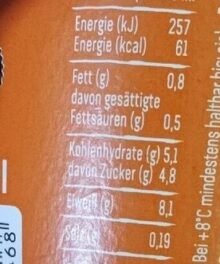 Energie (kJ) 257
Energie (kcal) 61
Fett (g) 0,8
davon gesättigte
Fettsäuren (g) 0,5
Kohlenhydrate (g) 5,1
davon Zucker (g) 4,8
Eiweiß (g) 8,1
Salz (g) 0,19
Bei +8°C mindestens haltbar